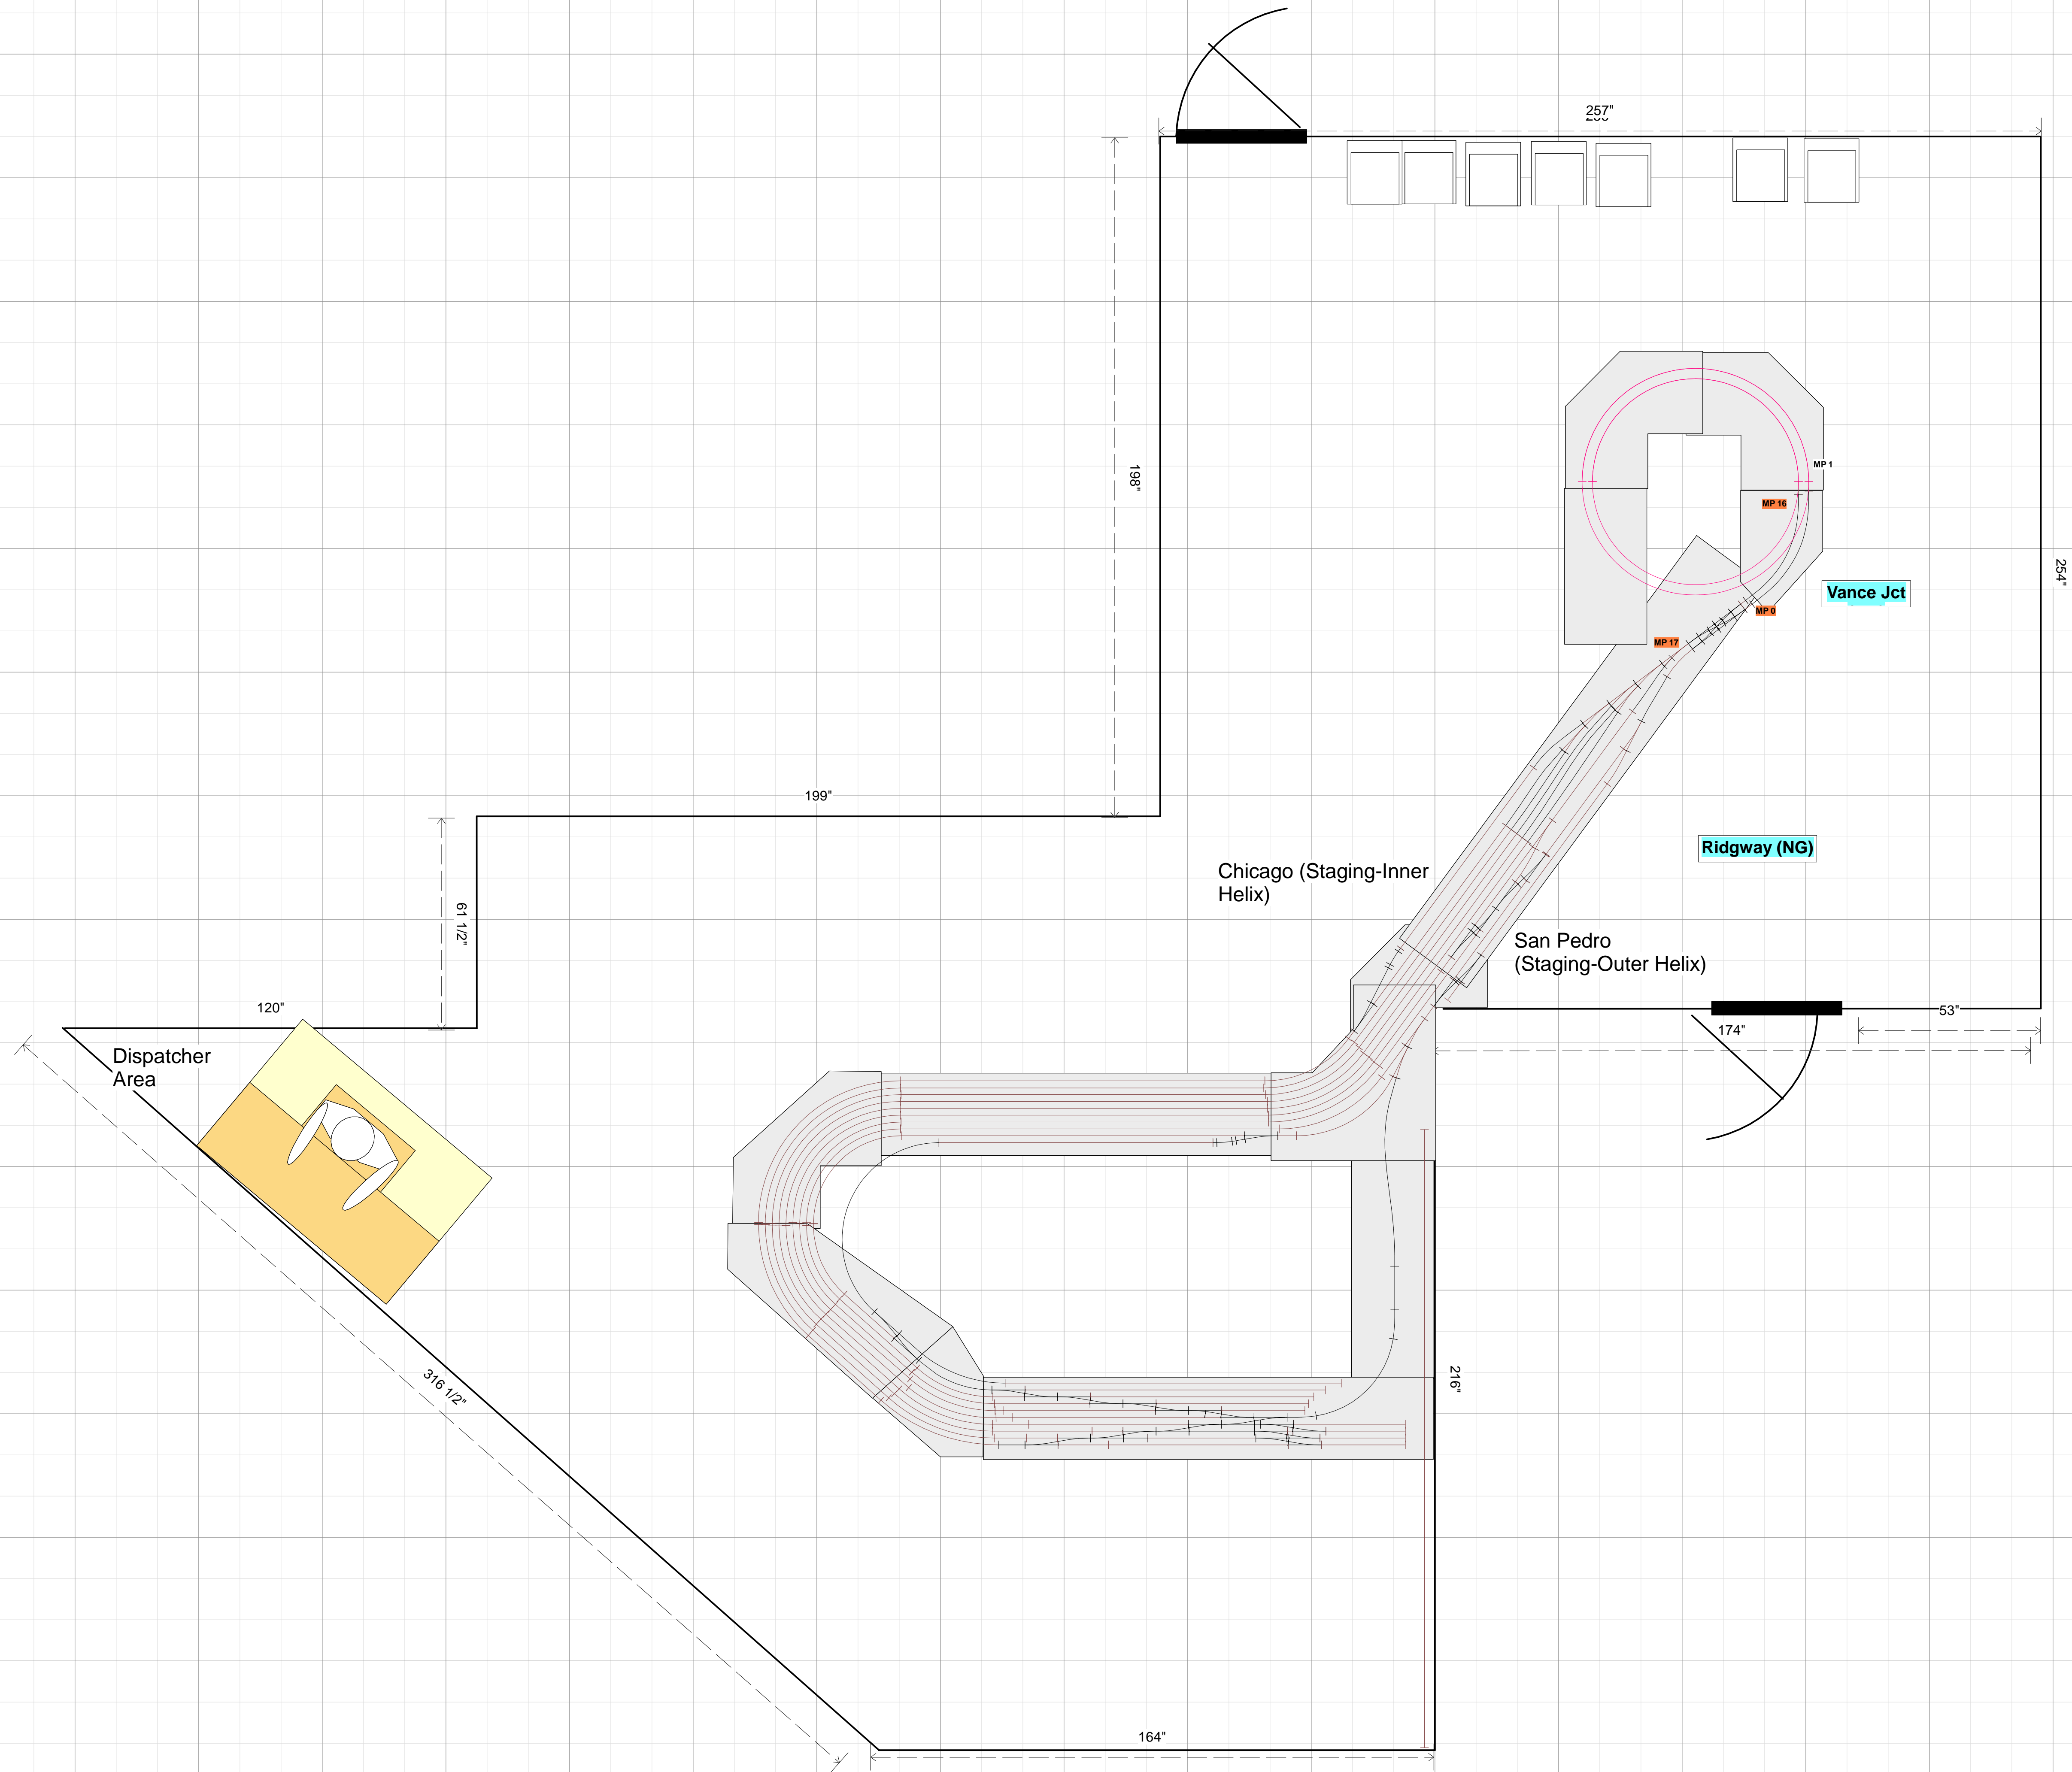 257"
198"
MP 1
MP 16
254"
Vance Jct
MP 0
MP 17
199"
Ridgway (NG)
Chicago (Staging-Inner
Helix)
61 1/2"
San Pedro
(Staging-Outer Helix)
120"
53"
174"
Dispatcher
Area
316 1/2"
216"
164"